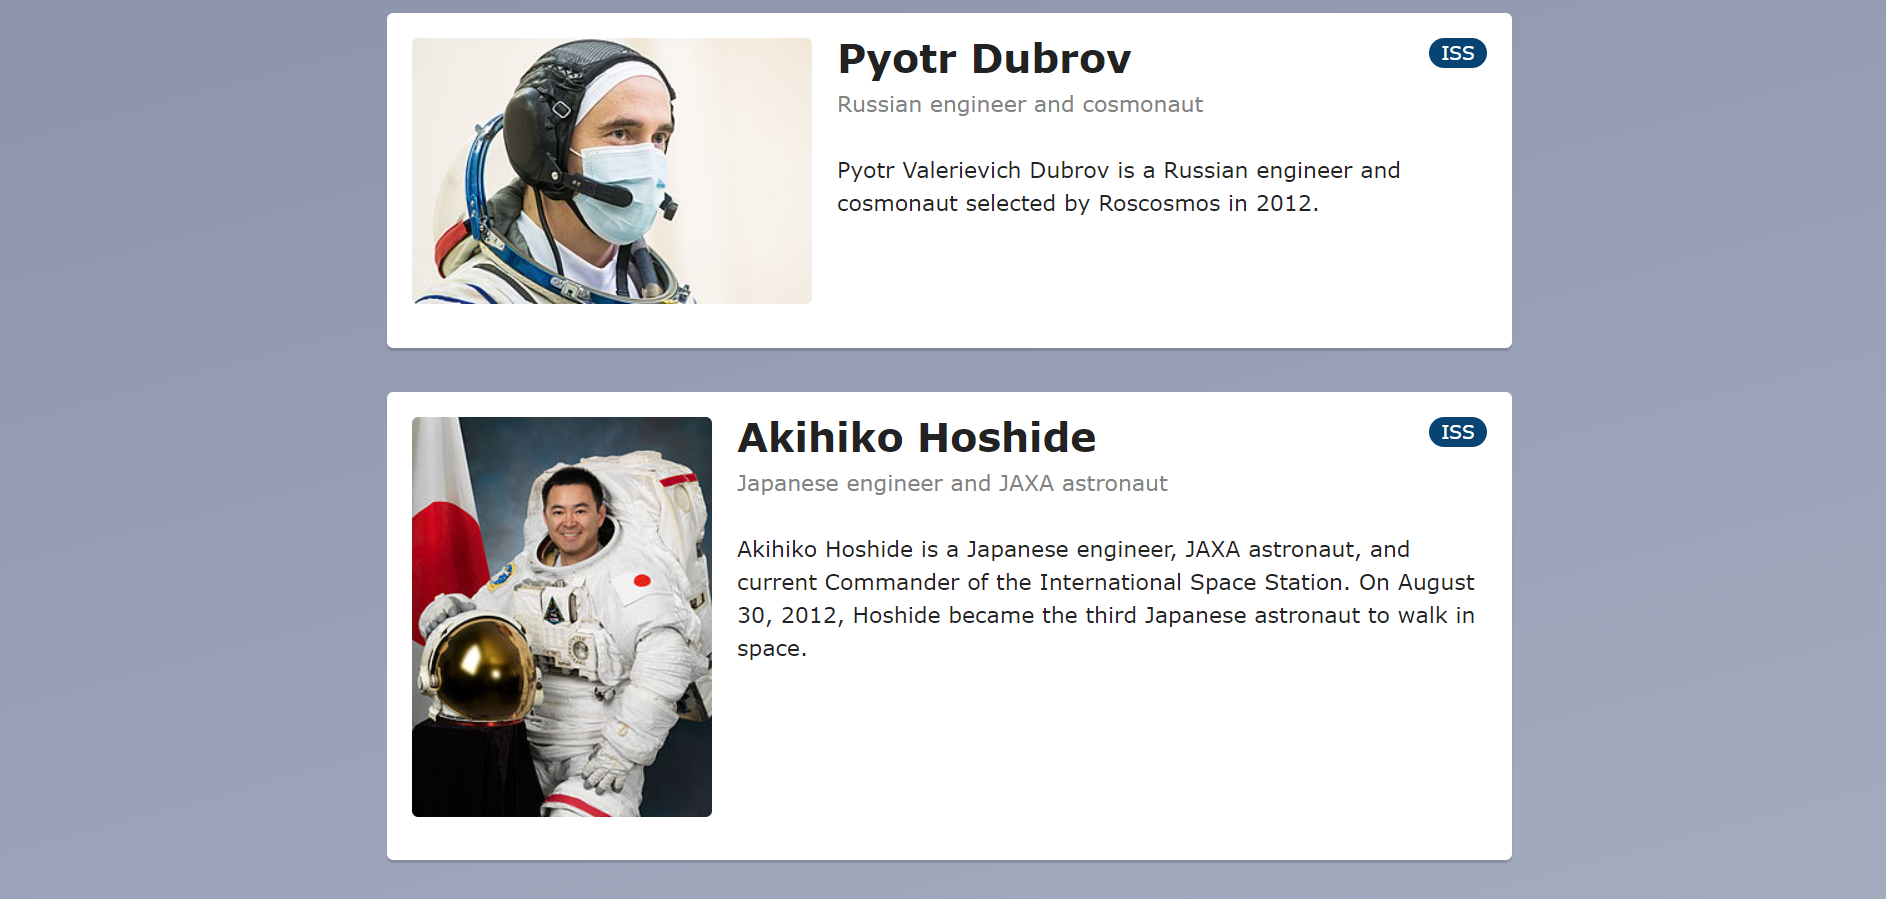 Pyotr Dubrov
ISS
Russian engineer and cosmonaut
Pyotr Valerievich Dubrov is a Russian engineer and
cosmonaut selected by Roscosmos in 2012.
Akihiko Hoshide
ISS
Japanese engineer and JAXA astronaut
Akihiko Hoshide is a Japanese engineer, JAXA astronaut, and
current Commander of the International Space Station. On August
30, 2012, Hoshide became the third Japanese astronaut to walk in
space.